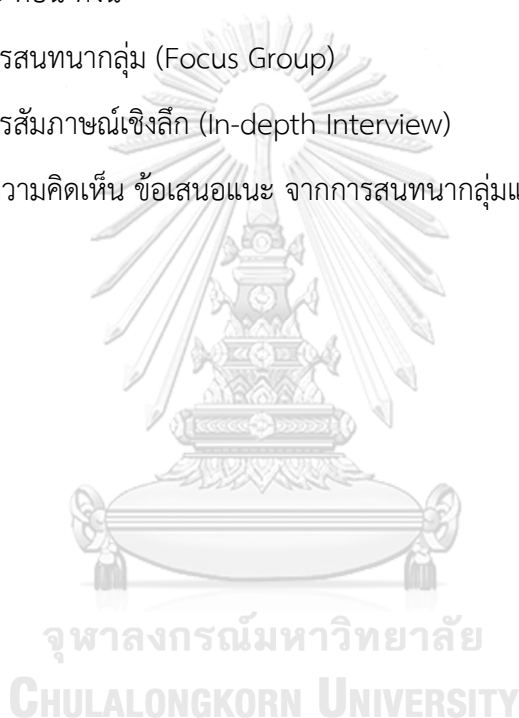 รสนทนากลุ่ม (Focus Group)
รสัมภาษณ์เชิงลึก (In-depth Interview)
วามคิดเห็น ข้อเสนอแนะ จากการสนทนากลุ่มแ
จุฬาลงกรณ์มหาวิทยาลัย
CHULALONGKORN UNIVERSITY